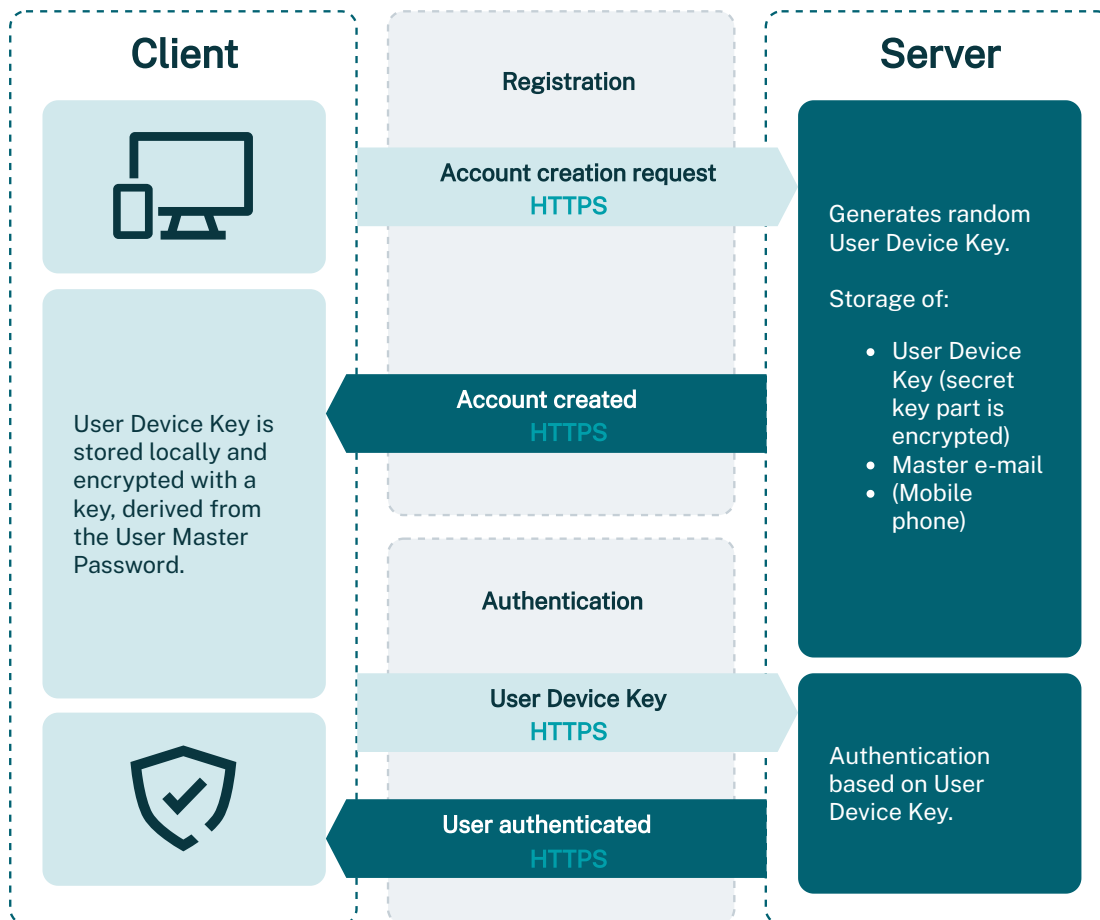 Client
Registration
Server
Account creation request
HTTPS
Generates random
User Device Key.
Storage of:
• User Device
Key (secret
key part is
encrypted)
• Master e-mail
• (Mobile
phone)
Account created
HTTPS
User Device Key is
stored locally and
encrypted with a
key, derived from
the User Master
Password.
Authentication
User Device Key
HTTPS
Authentication
based on User
Device Key.
User authenticated
HTTPS